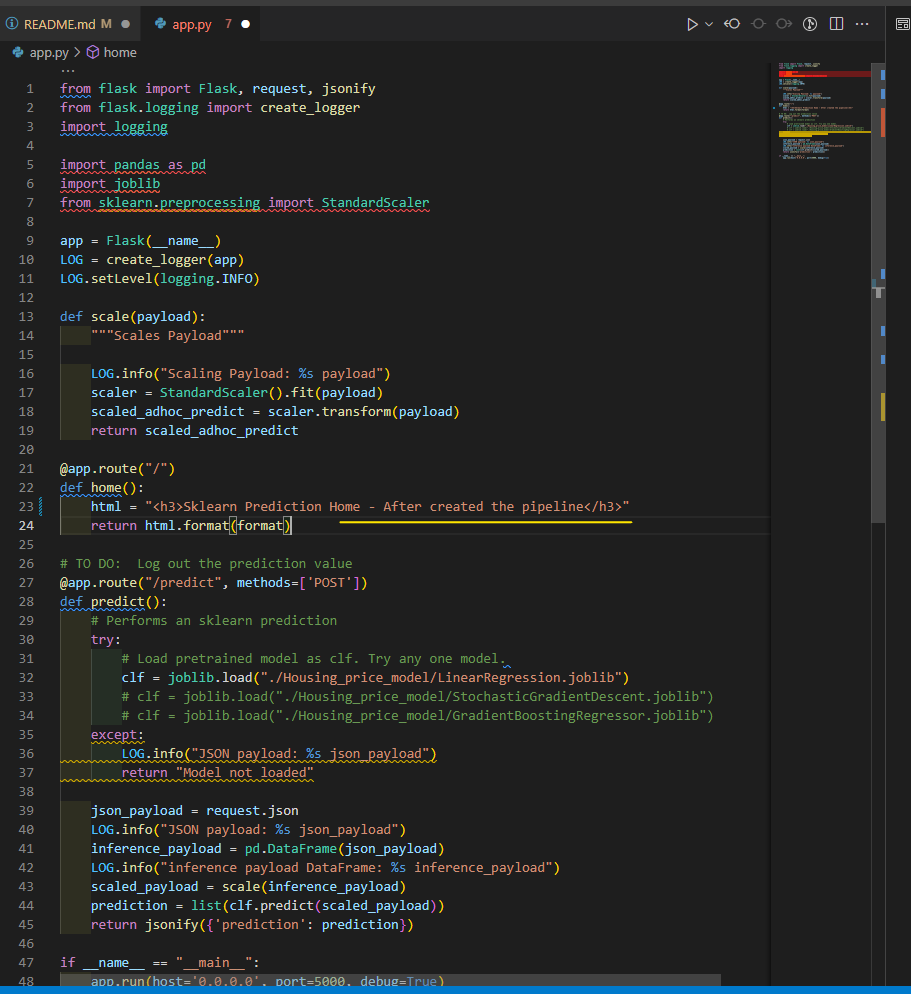 README.md M
app.py 7
app.py > home
...
1 from flask import Flask, request, jsonify
2 from flask.logging import create_logger
3 import logging
4
5 import pandas as pd
6 import joblib
7 from sklearn.preprocessing import StandardScaler
8
9 app = Flask(__name__)
10 LOG = create_logger(app)
11 LOG.setLevel(logging.INFO)
12
13 def scale(payload):
14     """Scales Payload"""
15
16     LOG.info("Scaling Payload: %s payload")
17     scaler = StandardScaler().fit(payload)
18     scaled_adhoc_predict = scaler.transform(payload)
19     return scaled_adhoc_predict
20
21 @app.route("/")
22 def home():
23     html = "<h3>Sklearn Prediction Home - After created the pipeline</h3>"
24     return html.format(format)
25
26 # TO DO:  Log out the prediction value
27 @app.route("/predict", methods=['POST'])
28 def predict():
29     # Performs an sklearn prediction
30     try:
31         # Load pretrained model as clf. Try any one model.
32         clf = joblib.load("./Housing_price_model/LinearRegression.joblib")
33         # clf = joblib.load("./Housing_price_model/StochasticGradientDescent.joblib")
34         # clf = joblib.load("./Housing_price_model/GradientBoostingRegressor.joblib")
35     except:
36         LOG.info("JSON payload: %s json_payload")
37         return "Model not loaded"
38
39     json_payload = request.json
40     LOG.info("JSON payload: %s json_payload")
41     inference_payload = pd.DataFrame(json_payload)
42     LOG.info("inference payload DataFrame: %s inference_payload")
43     scaled_payload = scale(inference_payload)
44     prediction = list(clf.predict(scaled_payload))
45     return jsonify({'prediction': prediction})
46
47 if __name__ == "__main__":
48     app.run(host='0.0.0.0', port=5000, debug=True)